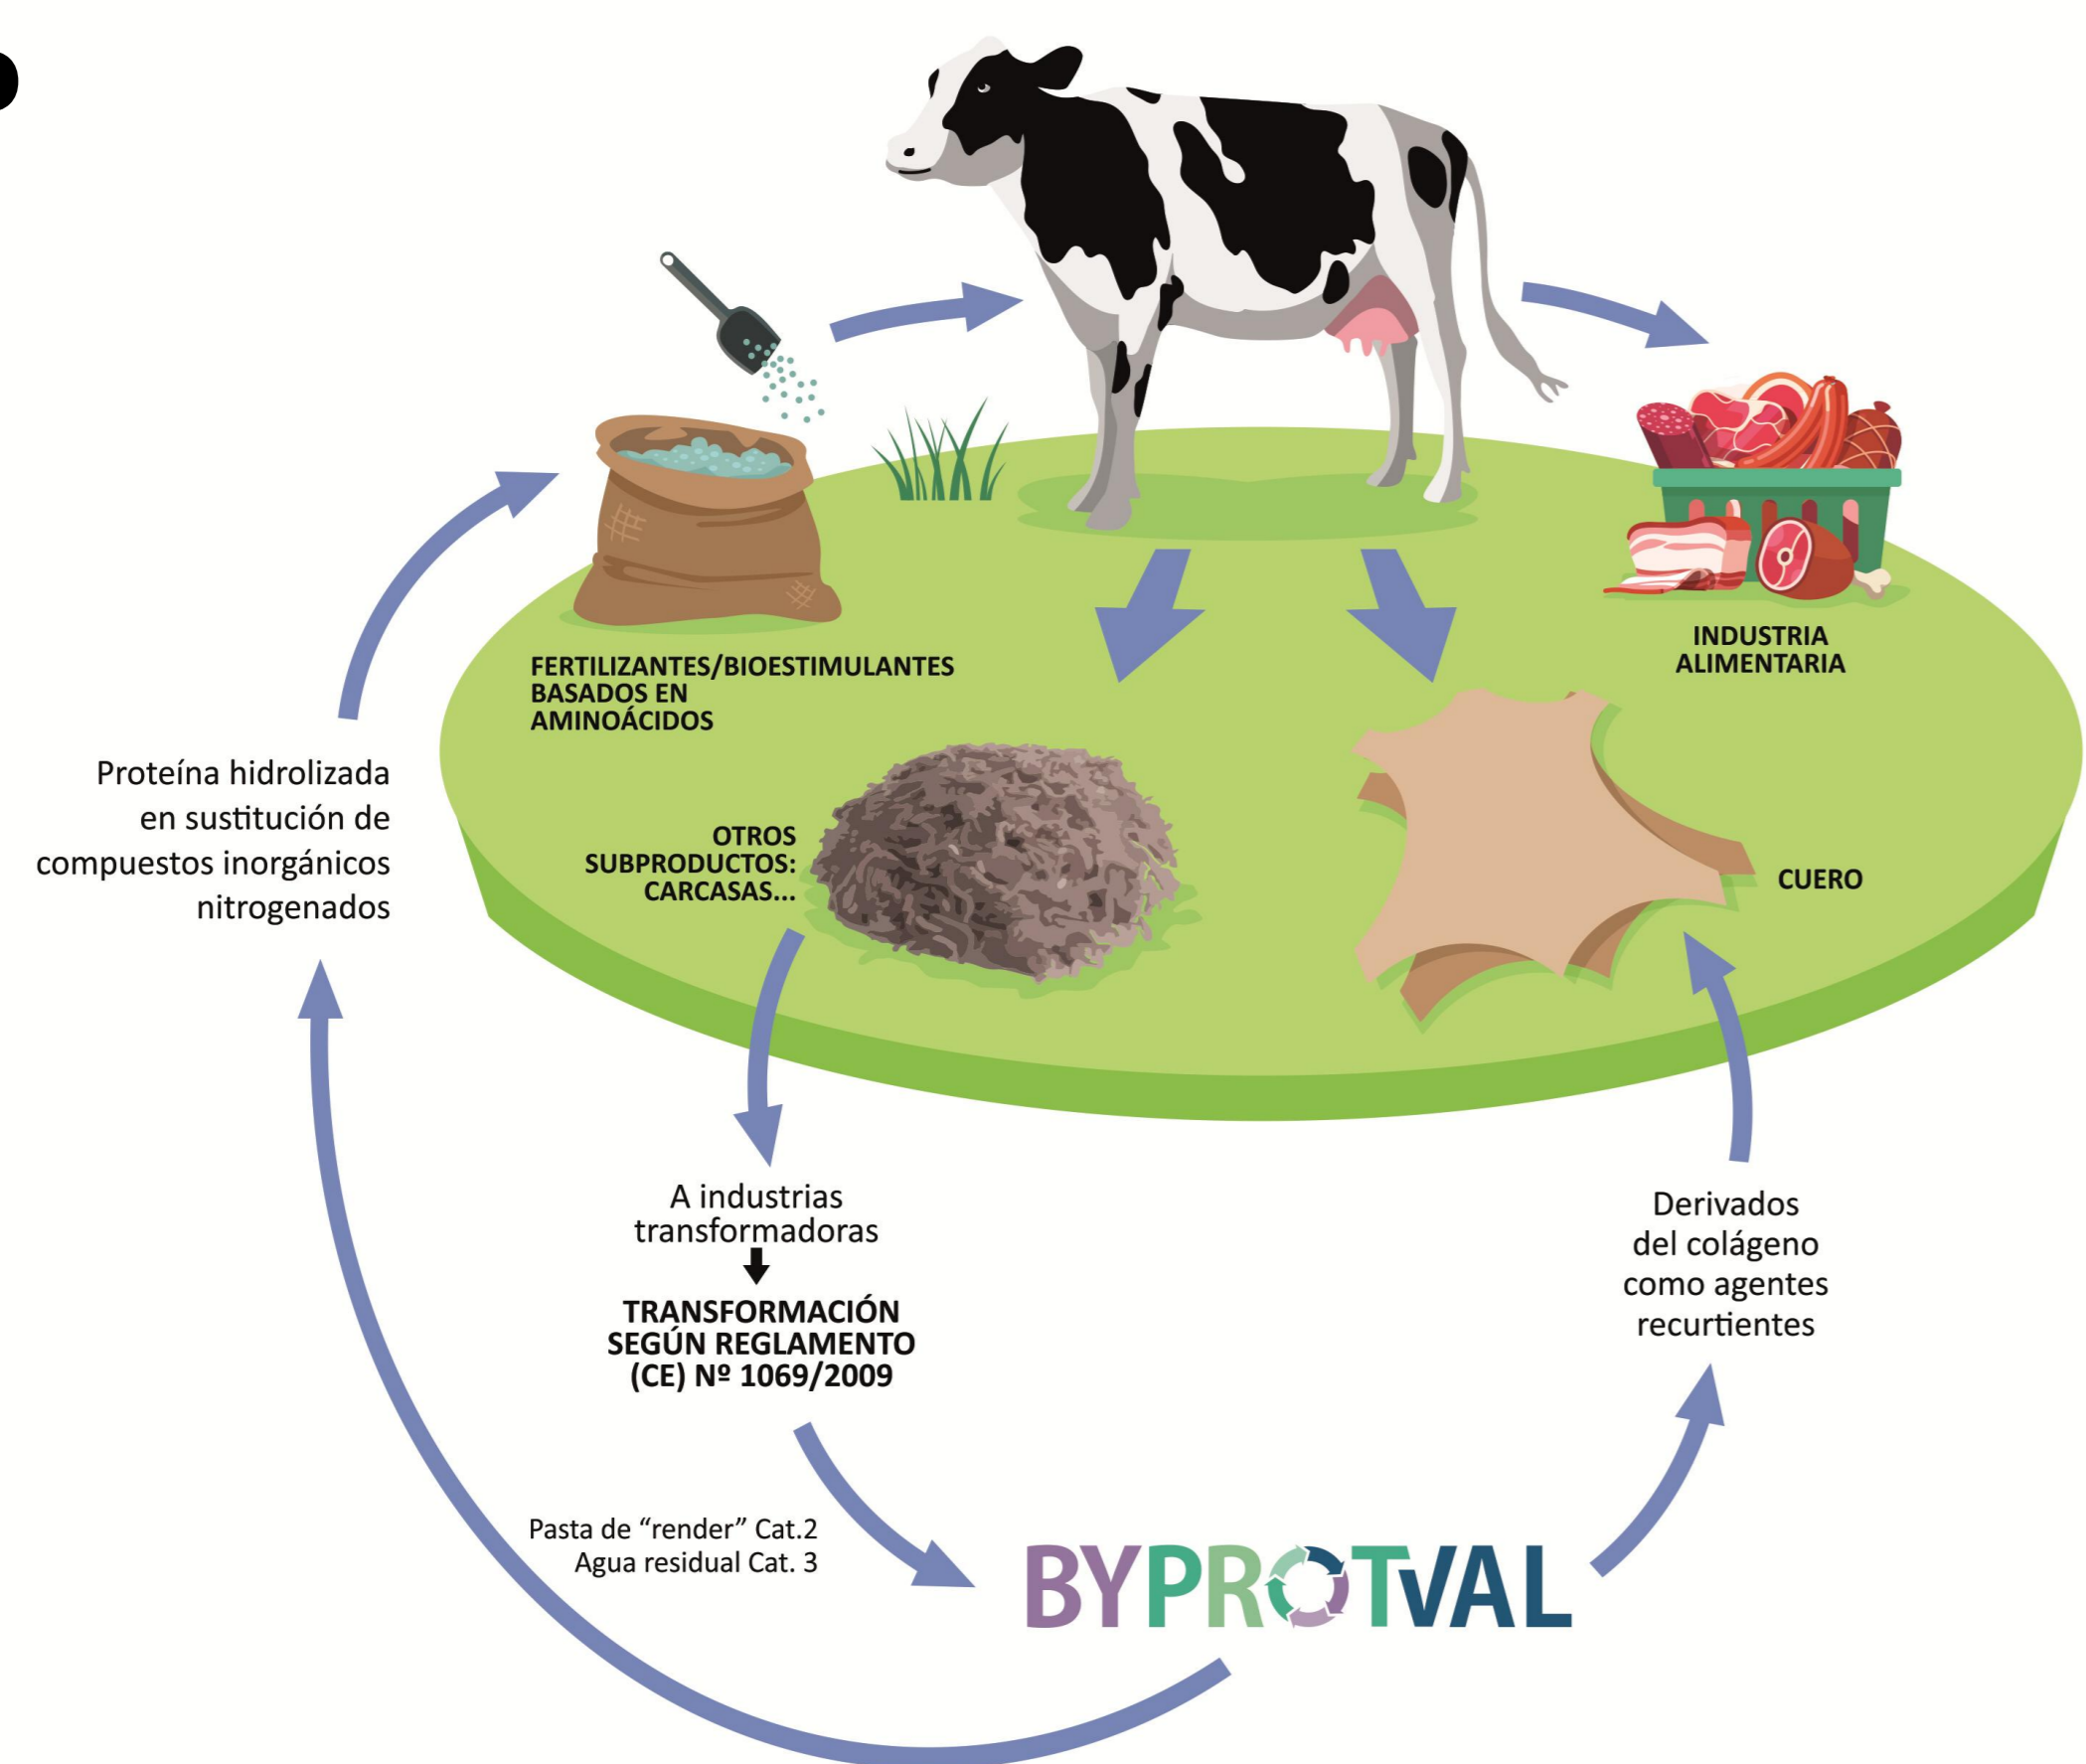 INDUSTRIA
ALIMENTARIA
FERTILIZANTES/BIOESTIMULANTES
BASADOS EN
AMINOÁCIDOS
Proteína hidrolizada
en sustitución de
compuestos inorgánicos
nitrogenados
OTROS
SUBPRODUCTOS:
CARCASAS...
CUERO
A industrias
transformadoras
TRANSFORMACIÓN
SEGÚN REGLAMENTO
(CE) Nº 1069/2009
Derivados
del colágeno
como agentes
recurtientes
Pasta de “render” Cat.2
Agua residual Cat. 3
BYPROTVAL